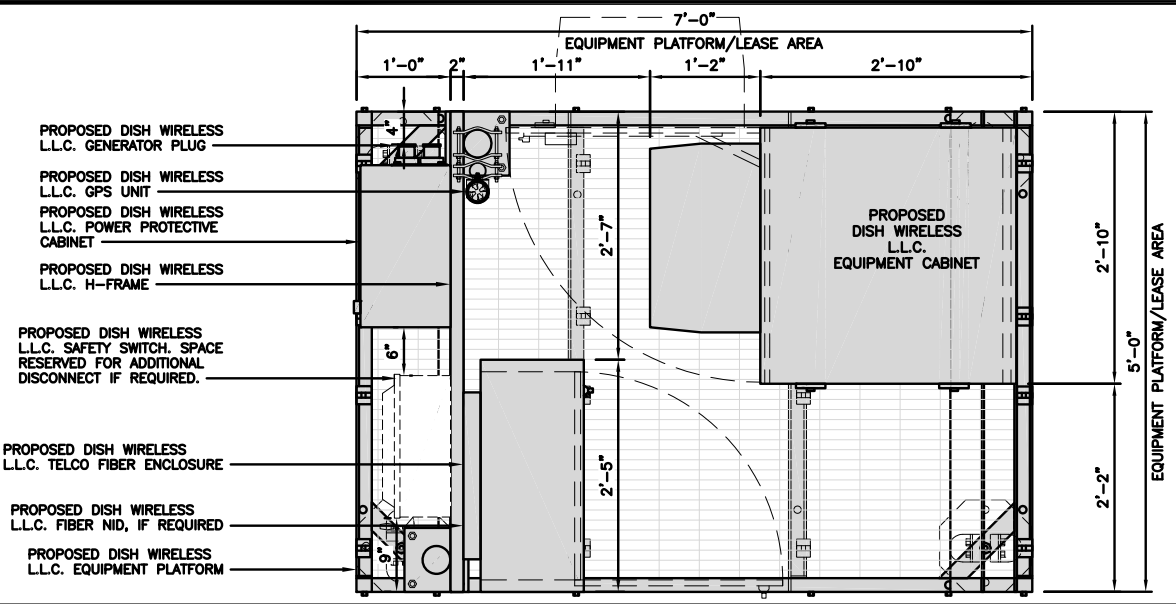 7'-0"
EQUIPMENT PLATFORM/LEASE AREA
1'-0"
2"
1'-11"
1'-2"
2'-10"
4"
PROPOSED DISH WIRELESS
L.L.C. GENERATOR PLUG
PROPOSED DISH WIRELESS
L.L.C. GPS UNIT
PROPOSED DISH WIRELESS
L.L.C. POWER PROTECTIVE
CABINET
PROPOSED DISH WIRELESS
L.L.C. H-FRAME
PROPOSED DISH WIRELESS
L.L.C. SAFETY SWITCH. SPACE
RESERVED FOR ADDITIONAL
DISCONNECT IF REQUIRED.
PROPOSED DISH WIRELESS
L.L.C. TELCO FIBER ENCLOSURE
PROPOSED DISH WIRELESS
L.L.C. FIBER NID, IF REQUIRED
PROPOSED DISH WIRELESS
L.L.C. EQUIPMENT PLATFORM
6"
9"
2'-7"
2'-5"
PROPOSED
DISH WIRELESS
L.L.C.
EQUIPMENT CABINET
2'-10"
2'-2"
5'-0"
EQUIPMENT PLATFORM/LEASE AREA